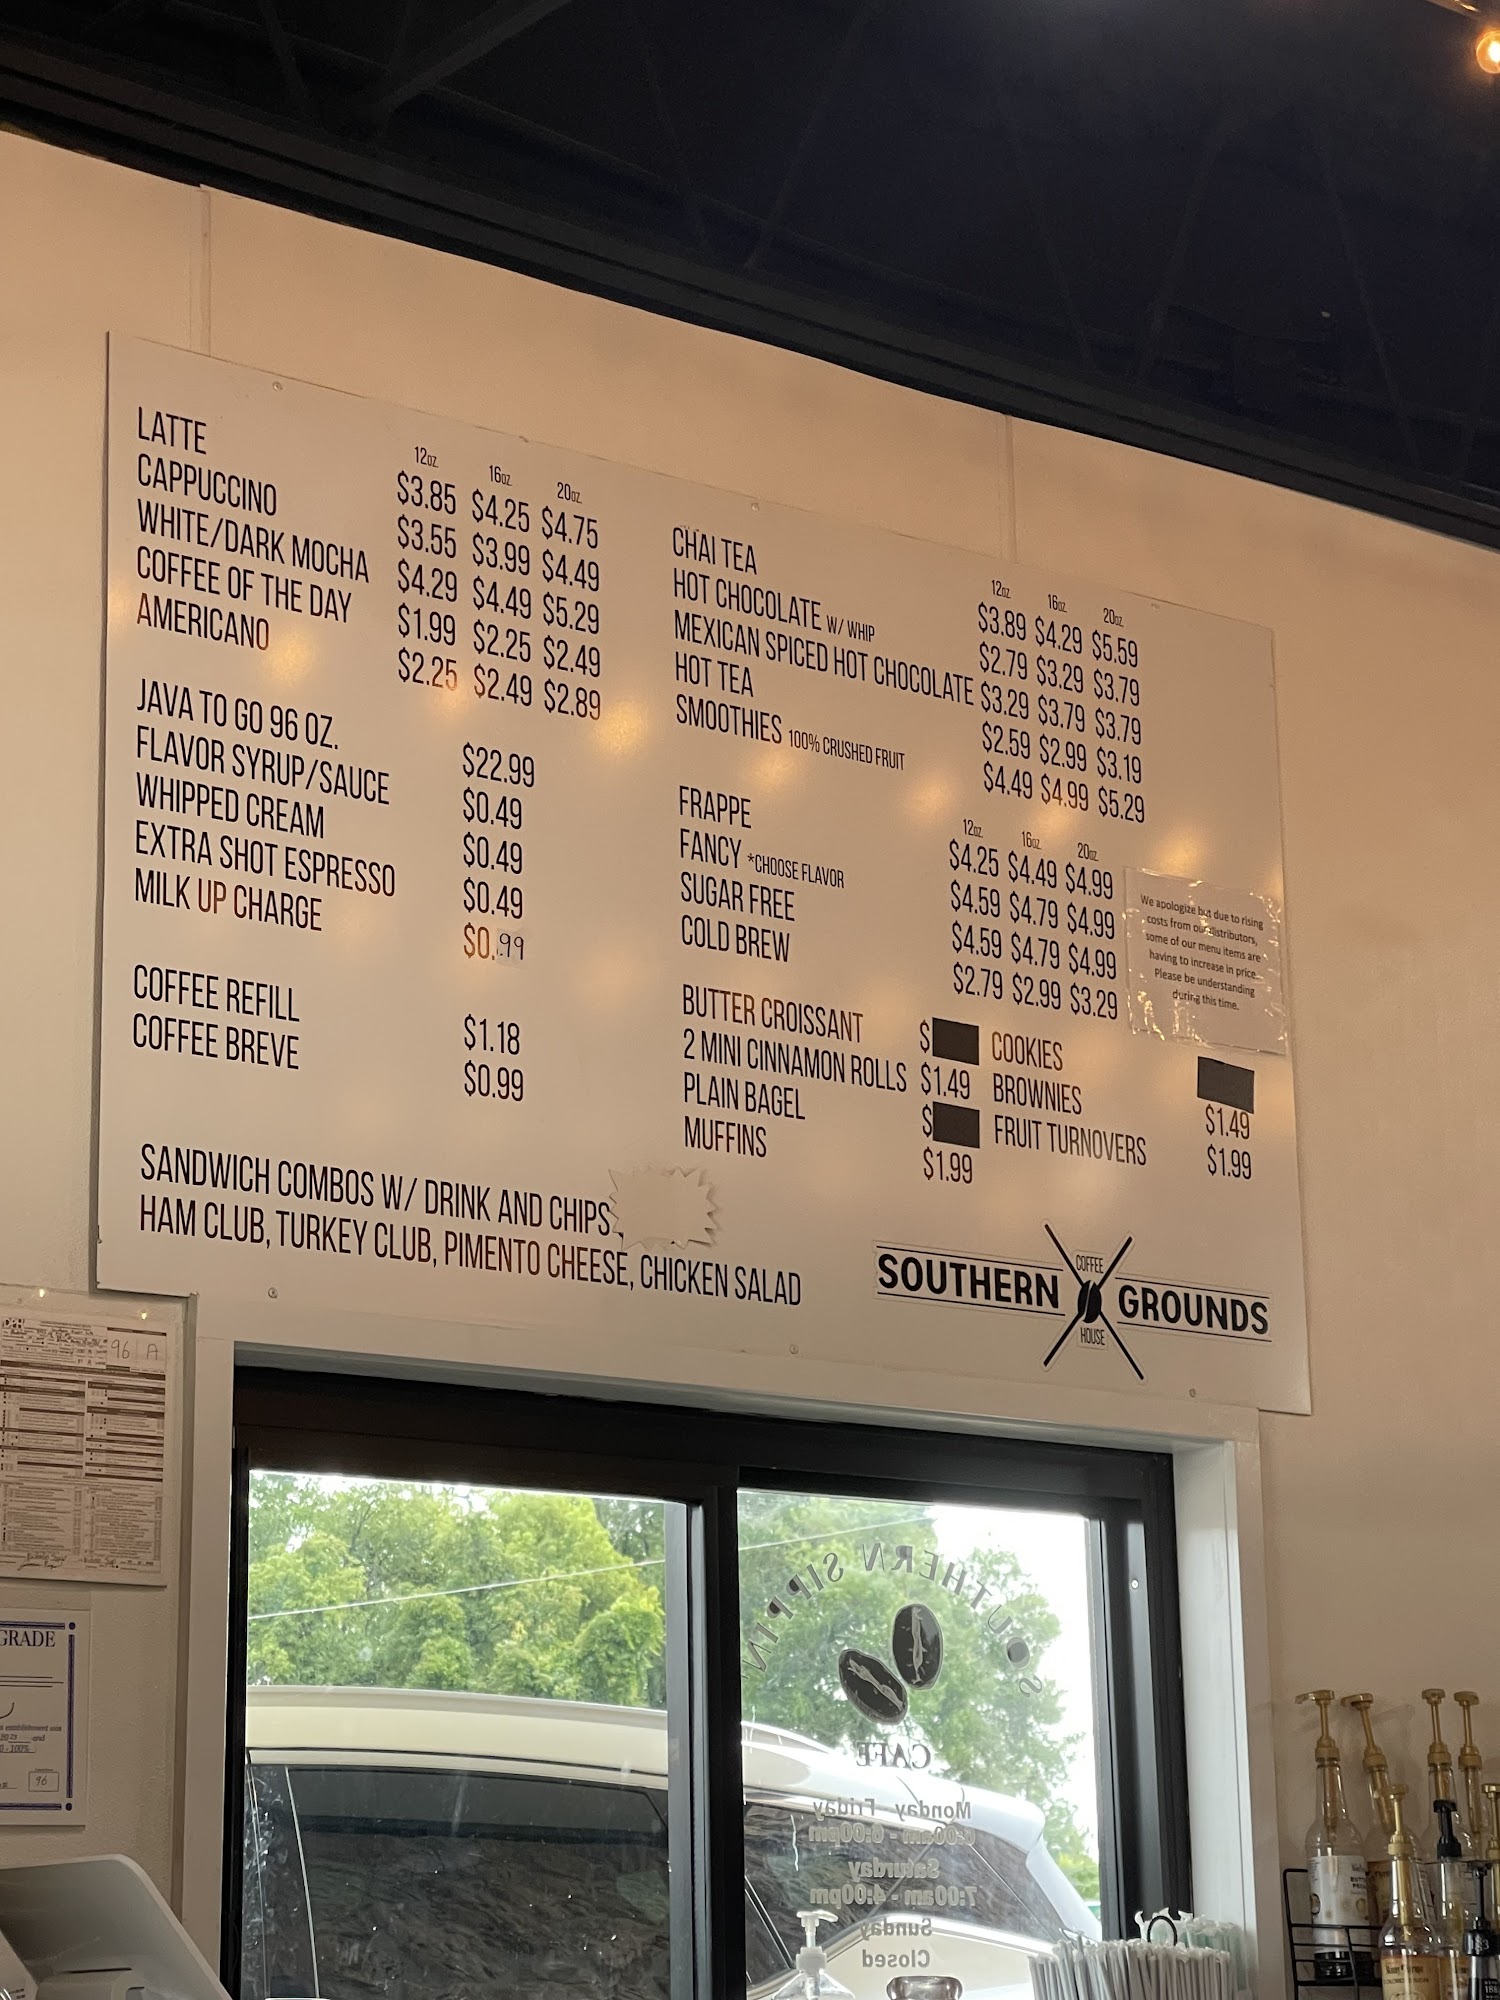 12oz. 16oz. 20oz.
LATTE $3.85 $4.25 $4.75
CAPPUCCINO $3.55 $3.99 $4.49
WHITE/DARK MOCHA $4.29 $4.49 $5.29
COFFEE OF THE DAY $1.99 $2.25 $2.49
AMERICANO $2.25 $2.49 $2.89
JAVA TO GO 96 OZ. $22.99
FLAVOR SYRUP/SAUCE $0.49
WHIPPED CREAM $0.49
EXTRA SHOT ESPRESSO $0.49
MILK UP CHARGE $0.99
COFFEE REFILL $1.18
COFFEE BREVE $0.99
SANDWICH COMBOS W/ DRINK AND CHIPS
HAM CLUB, TURKEY CLUB, PIMENTO CHEESE, CHICKEN SALAD
12oz. 16oz. 20oz.
CHAI TEA $3.89 $4.29 $5.59
HOT CHOCOLATE W/ WHIP $2.79 $3.29 $3.79
MEXICAN SPICED HOT CHOCOLATE $3.29 $3.79 $3.79
HOT TEA $2.59 $2.99 $3.19
SMOOTHIES 100% CRUSHED FRUIT $4.49 $4.99 $5.29
12oz. 16oz. 20oz.
FRAPPE $4.25 $4.49 $4.99
FANCY *CHOOSE FLAVOR $4.59 $4.79 $4.99
SUGAR FREE $4.59 $4.79 $4.99
COLD BREW $2.79 $2.99 $3.29
We apologize but due to rising
costs from our distributors,
some of our menu items are
having to increase in price.
Please be understanding
during this time.
BUTTER CROISSANT $
2 MINI CINNAMON ROLLS $1.49
PLAIN BAGEL $
MUFFINS $1.99
COOKIES
BROWNIES $1.49
FRUIT TURNOVERS $1.99
SOUTHERN COFFEE HOUSE GROUNDS
96 A
GRADE
96
SOUTHERN SIPPIN
CAFE
Monday - Friday
6:00am - 6:00pm
Saturday
7:00am - 4:00pm
Sunday
Closed